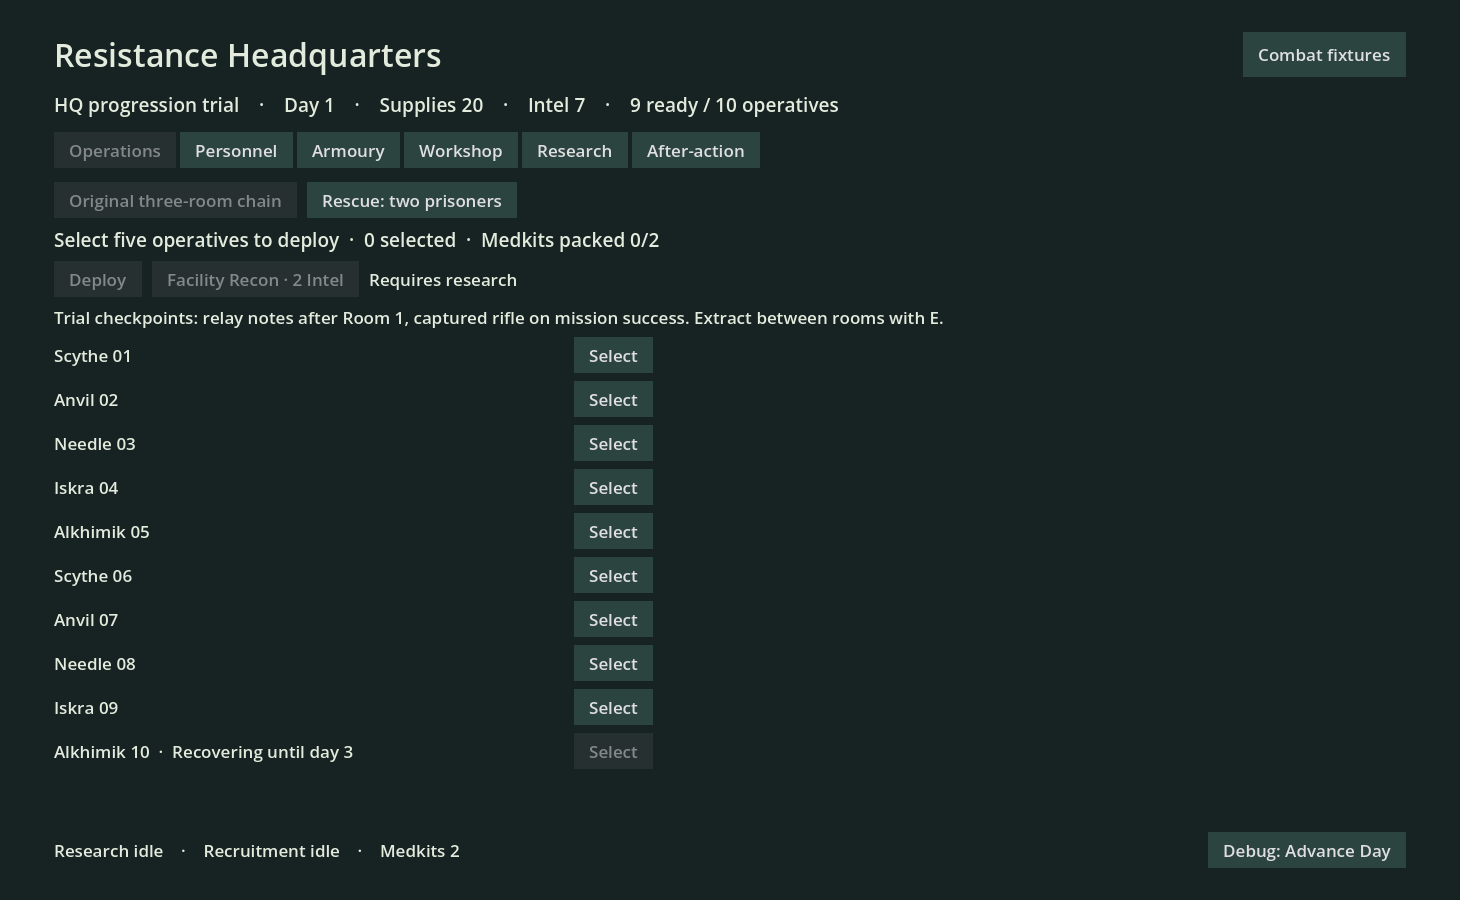 Resistance Headquarters
Combat fixtures
HQ progression trial · Day 1 · Supplies 20 · Intel 7 · 9 ready / 10 operatives
Operations Personnel Armoury Workshop Research After-action
Original three-room chain Rescue: two prisoners
Select five operatives to deploy · 0 selected · Medkits packed 0/2
Deploy Facility Recon · 2 Intel Requires research
Trial checkpoints: relay notes after Room 1, captured rifle on mission success. Extract between rooms with E.
Scythe 01 Select
Anvil 02 Select
Needle 03 Select
Iskra 04 Select
Alkhimik 05 Select
Scythe 06 Select
Anvil 07 Select
Needle 08 Select
Iskra 09 Select
Alkhimik 10 · Recovering until day 3 Select
Research idle · Recruitment idle · Medkits 2
Debug: Advance Day